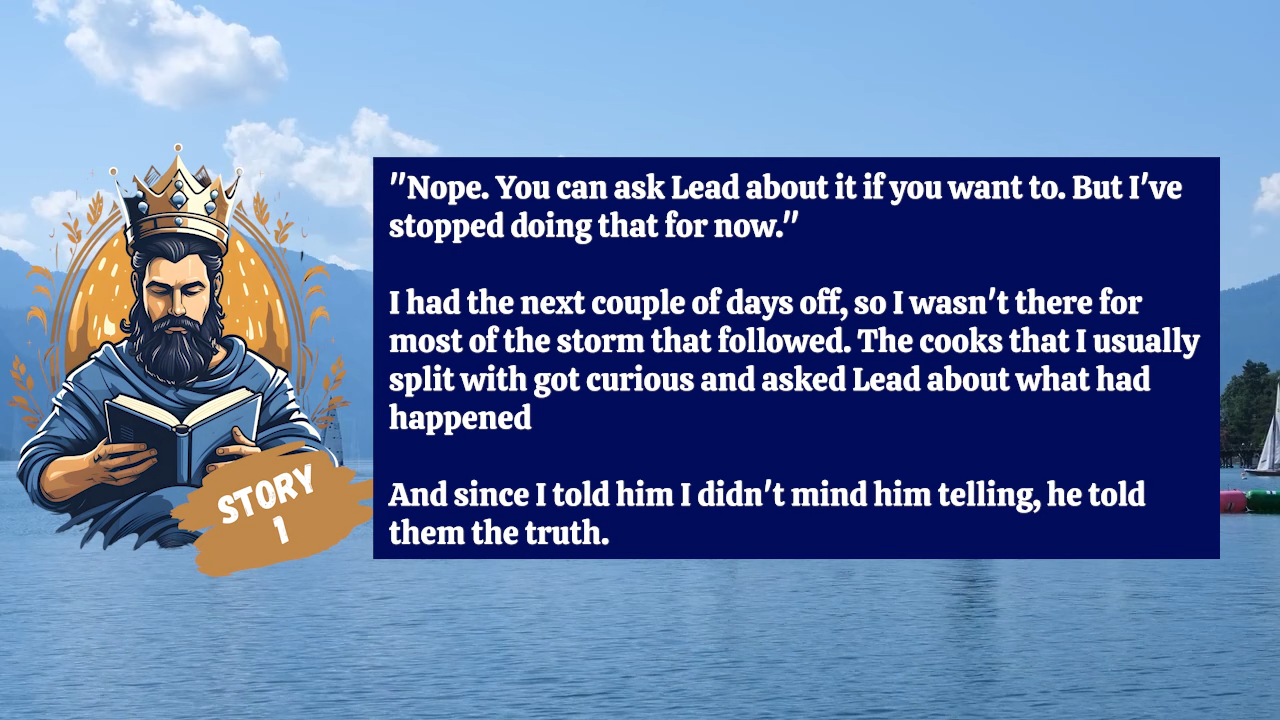 "Nope. You can ask Lead about it if you want to. But I've
stopped doing that for now."
I had the next couple of days off, so I wasn't there for
most of the storm that followed. The cooks that I usually
split with got curious and asked Lead about what had
happened
And since I told him I didn't mind him telling, he told
them the truth.
STORY
1